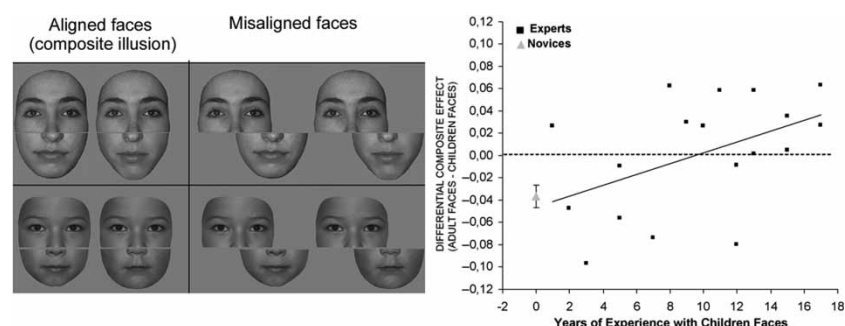 Aligned faces
(composite illusion)
Misaligned faces
DIFFERENTIAL COMPOSITE EFFECT
(ADULT FACES - CHILDREN FACES)
0,12
0,10
0,08
0,06
0,04
0,02
0,00
–0,02
–0,04
–0,06
–0,08
–0,10
–0,12
Experts
Novices
-2 0 2 4 6 8 10 12 14 16 18
Years of Experience with Children Faces